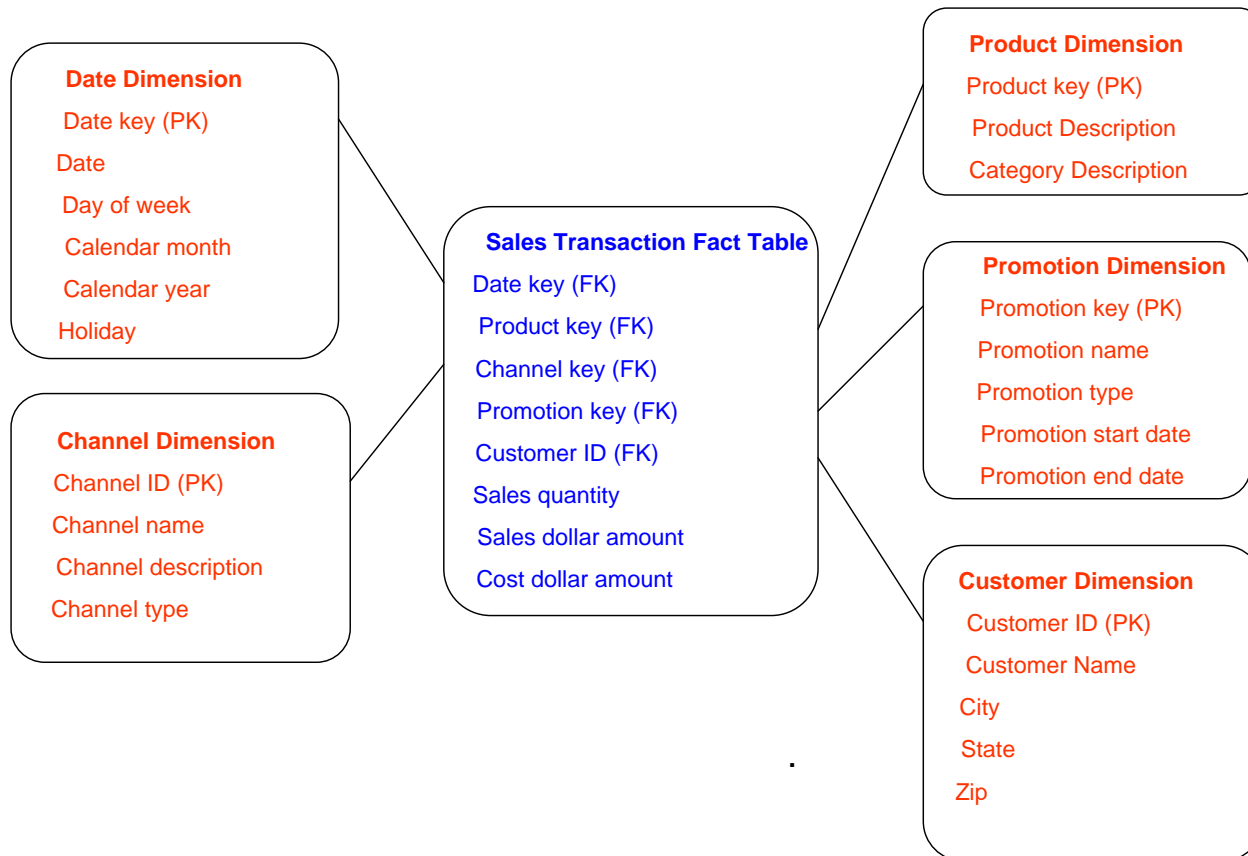 Date Dimension
Date key (PK)
Date
Day of week
Calendar month
Calendar year
Holiday
Channel Dimension
Channel ID (PK)
Channel name
Channel description
Channel type
Sales Transaction Fact Table
Date key (FK)
Product key (FK)
Channel key (FK)
Promotion key (FK)
Customer ID (FK)
Sales quantity
Sales dollar amount
Cost dollar amount
.
Product Dimension
Product key (PK)
Product Description
Category Description
Promotion Dimension
Promotion key (PK)
Promotion name
Promotion type
Promotion start date
Promotion end date
Customer Dimension
Customer ID (PK)
Customer Name
City
State
Zip